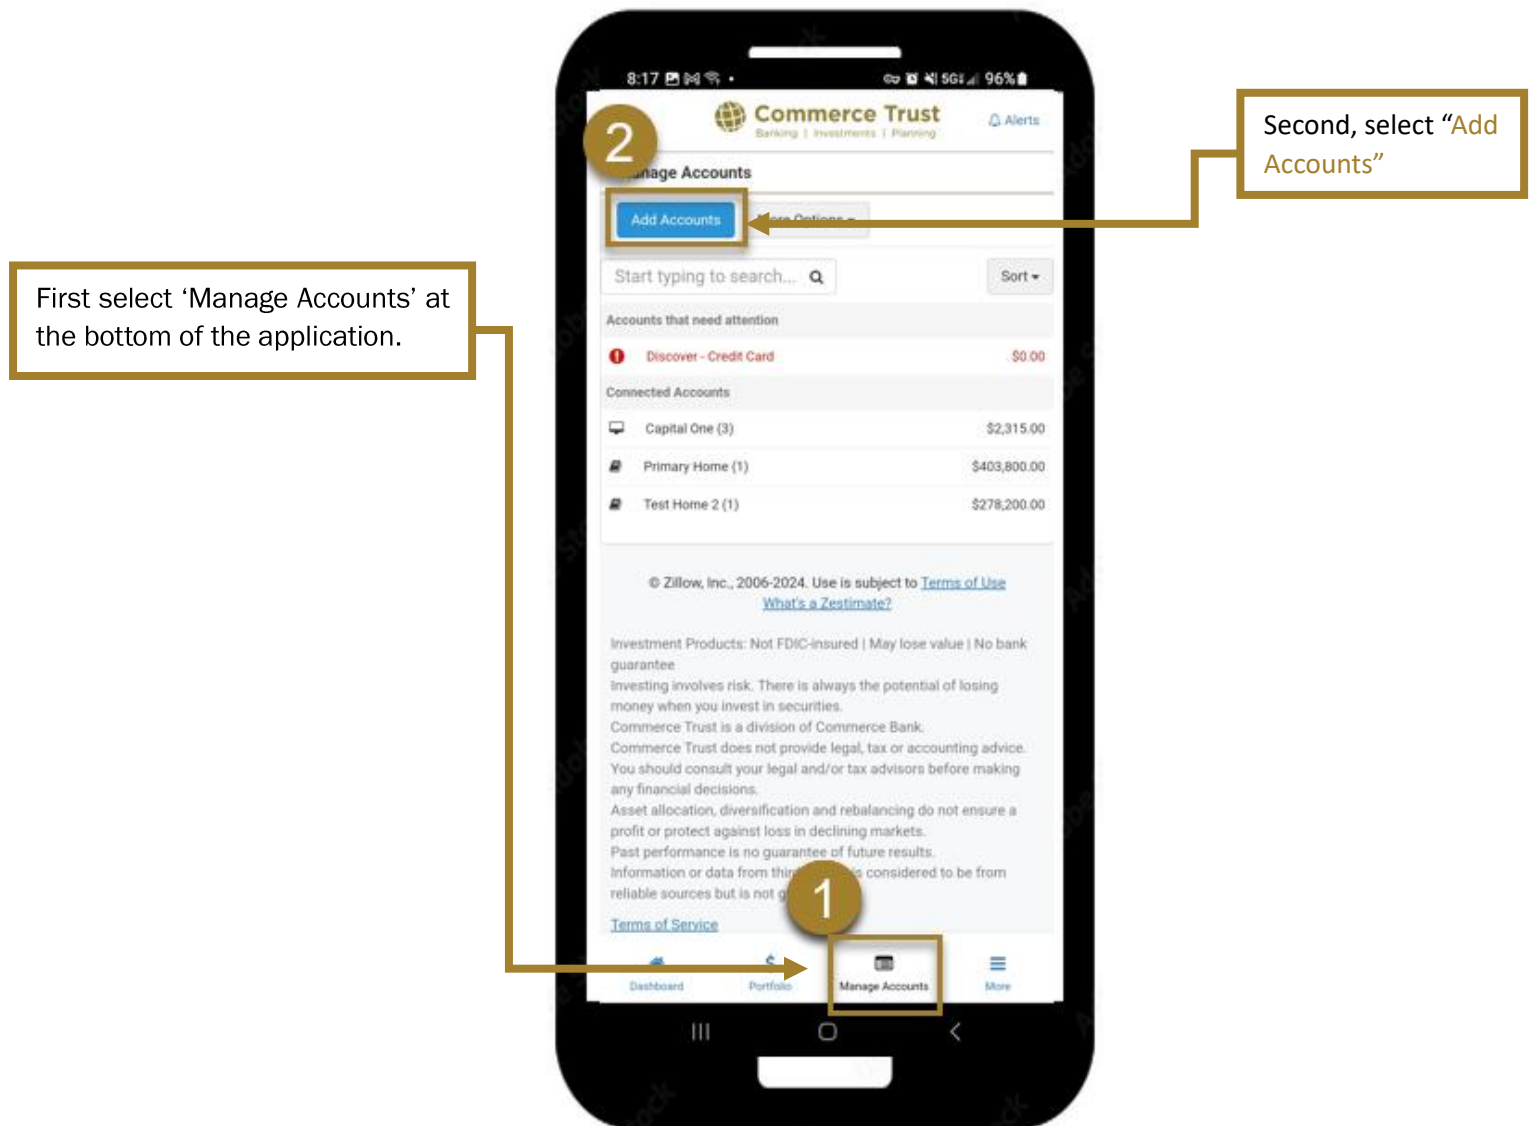 8:17
5G 96%
2
Commerce Trust
Banking | Investments | Planning
Alerts
Second, select “Add
Accounts”
Manage Accounts
Add Accounts
More Options
First select ‘Manage Accounts’ at
the bottom of the application.
Start typing to search...
Sort
Accounts that need attention
Discover - Credit Card $0.00
Connected Accounts
Capital One (3) $2,315.00
Primary Home (1) $403,800.00
Test Home 2 (1) $278,200.00
© Zillow, Inc., 2006-2024. Use is subject to Terms of Use
What's a Zestimate?
Investment Products: Not FDIC-insured | May lose value | No bank
guarantee
Investing involves risk. There is always the potential of losing
money when you invest in securities.
Commerce Trust is a division of Commerce Bank.
Commerce Trust does not provide legal, tax or accounting advice.
You should consult your legal and/or tax advisors before making
any financial decisions.
Asset allocation, diversification and rebalancing do not ensure a
profit or protect against loss in declining markets.
Past performance is no guarantee of future results.
Information or data from third is considered to be from
reliable sources but is not
1
Terms of Service
Dashboard
Portfolio
Manage Accounts
More